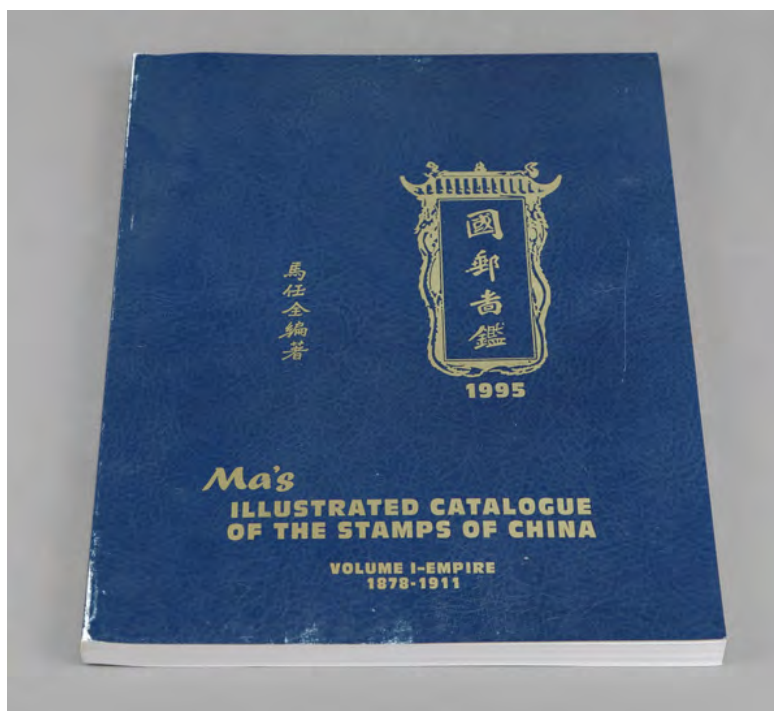 國郵啚鑑
1995
馬任全編著
Ma's
ILLUSTRATED CATALOGUE
OF THE STAMPS OF CHINA
VOLUME I-EMPIRE
1878-1911